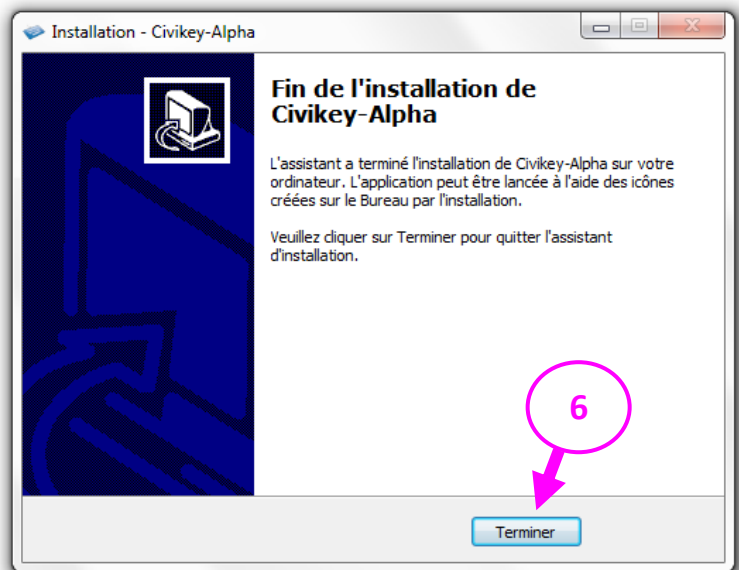 Installation - Civikey-Alpha
Fin de l'installation de
Civikey-Alpha
L'assistant a terminé l'installation de Civikey-Alpha sur votre
ordinateur. L'application peut être lancée à l'aide des icônes
créées sur le Bureau par l'installation.
Veuillez cliquer sur Terminer pour quitter l'assistant
d'installation.
6
Terminer